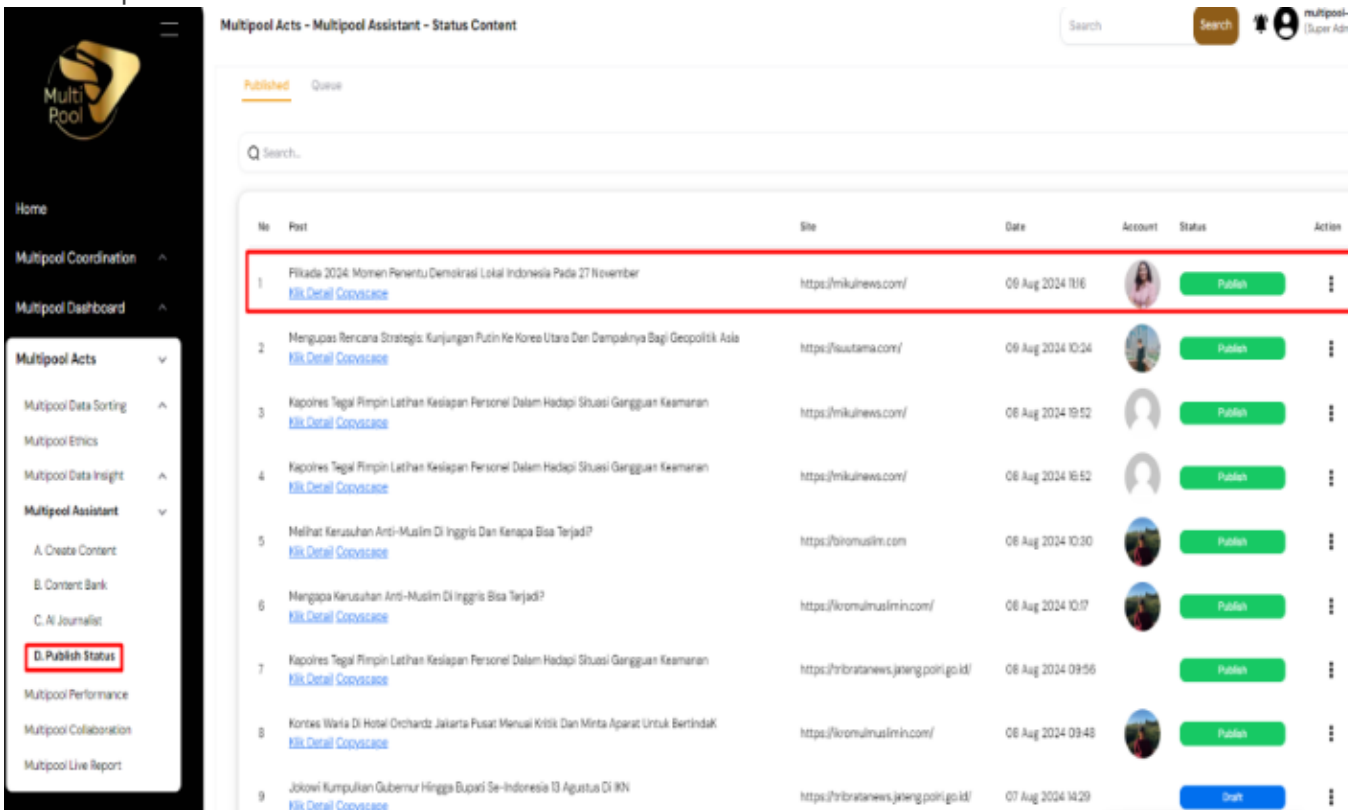 Multipool Acts - Multipool Assistant - Status Content
Search
Search
multipool-
(Super Adm
Multi
Pool
Published
Queue
Search...
Home
Multipool Coordination
Multipool Dashboard
Multipool Acts
Multipool Data Sorting
Multipool Ethics
Multipool Data Insight
Multipool Assistant
A. Create Content
B. Content Bank
C. AI Journalist
D. Publish Status
Multipool Performance
Multipool Collaboration
Multipool Live Report
No Post Site Date Account Status Action
1 Pilkada 2024: Momen Penentu Demokrasi Lokal Indonesia Pada 27 November https://mikulnews.com/ 09 Aug 2024 11:16 Publish
Klik Detail Copyscape
2 Mengupas Rencana Strategis: Kunjungan Putin Ke Korea Utara Dan Dampaknya Bagi Geopolitik Asia https://isuutama.com/ 09 Aug 2024 10:24 Publish
Klik Detail Copyscape
3 Kapolres Tegal Pimpin Latihan Kesiapan Personel Dalam Hadapi Situasi Gangguan Keamanan https://mikulnews.com/ 08 Aug 2024 19:52 Publish
Klik Detail Copyscape
4 Kapolres Tegal Pimpin Latihan Kesiapan Personel Dalam Hadapi Situasi Gangguan Keamanan https://mikulnews.com/ 08 Aug 2024 16:52 Publish
Klik Detail Copyscape
5 Melihat Kerusuhan Anti-Muslim Di Inggris Dan Kenapa Bisa Terjadi? https://biromuslim.com 08 Aug 2024 10:30 Publish
Klik Detail Copyscape
6 Mengapa Kerusuhan Anti-Muslim Di Inggris Bisa Terjadi? https://ikromulmuslimin.com/ 08 Aug 2024 10:17 Publish
Klik Detail Copyscape
7 Kapolres Tegal Pimpin Latihan Kesiapan Personel Dalam Hadapi Situasi Gangguan Keamanan https://tribratanews.jateng.polri.go.id/ 08 Aug 2024 09:56 Publish
Klik Detail Copyscape
8 Kontes Waria Di Hotel Orchardz Jakarta Pusat Menuai Kritik Dan Minta Aparat Untuk BertindaK https://ikromulmuslimin.com/ 08 Aug 2024 09:48 Publish
Klik Detail Copyscape
9 Jokowi Kumpulkan Gubernur Hingga Bupati Se-Indonesia 13 Agustus Di IKN https://tribratanews.jateng.polri.go.id/ 07 Aug 2024 14:29 Draft
Klik Detail Copyscape